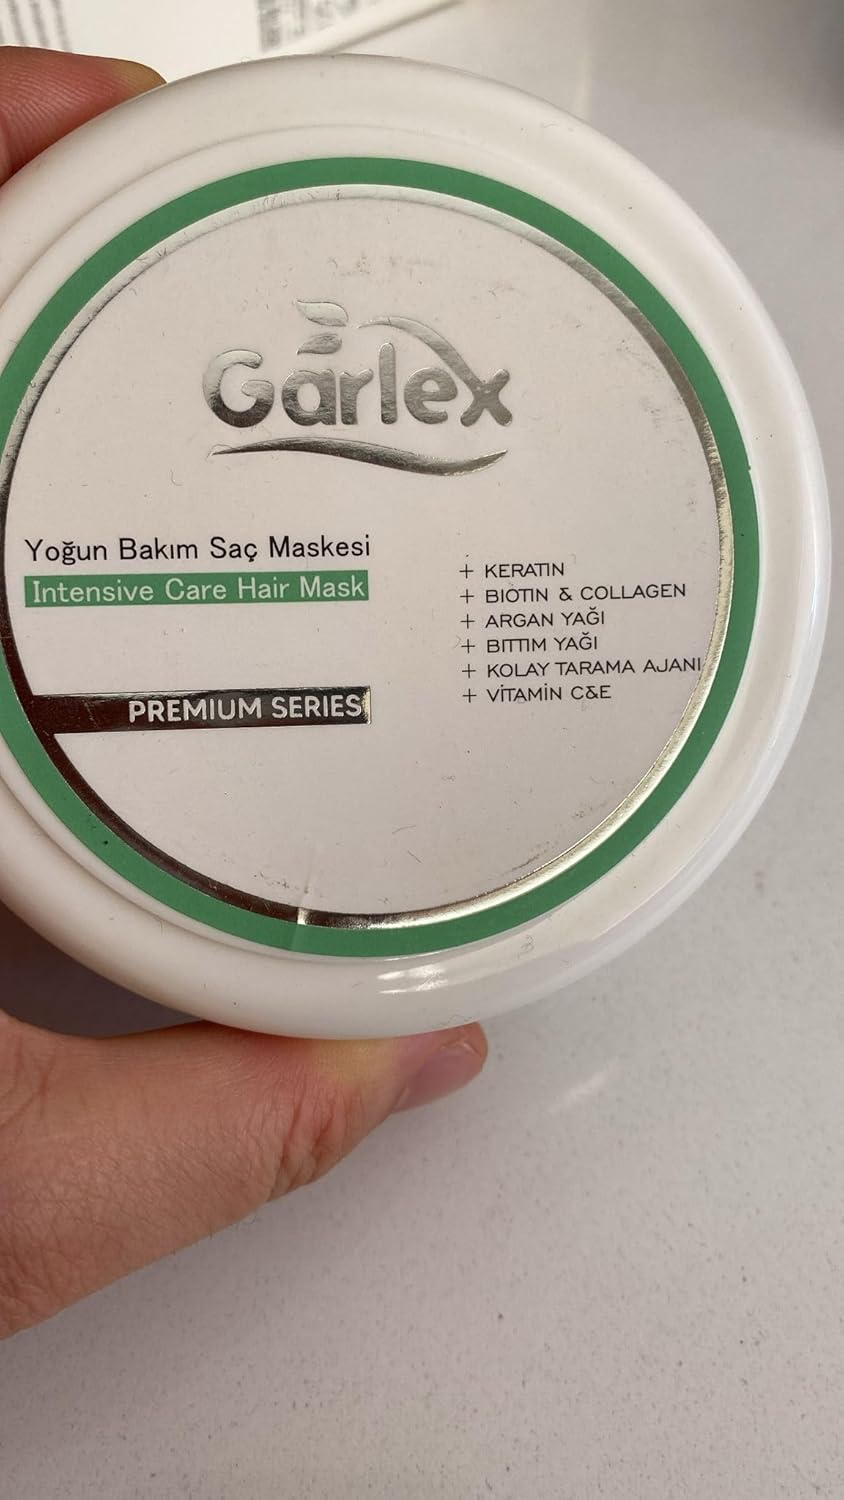 Garlex
Yoğun Bakım Saç Maskesi
Intensive Care Hair Mask
PREMIUM SERIES
+ KERATIN
+ BIOTIN & COLLAGEN
+ ARGAN YAĞI
+ BITTIM YAĞI
+ KOLAY TARAMA AJANI
+ VİTAMİN C&E